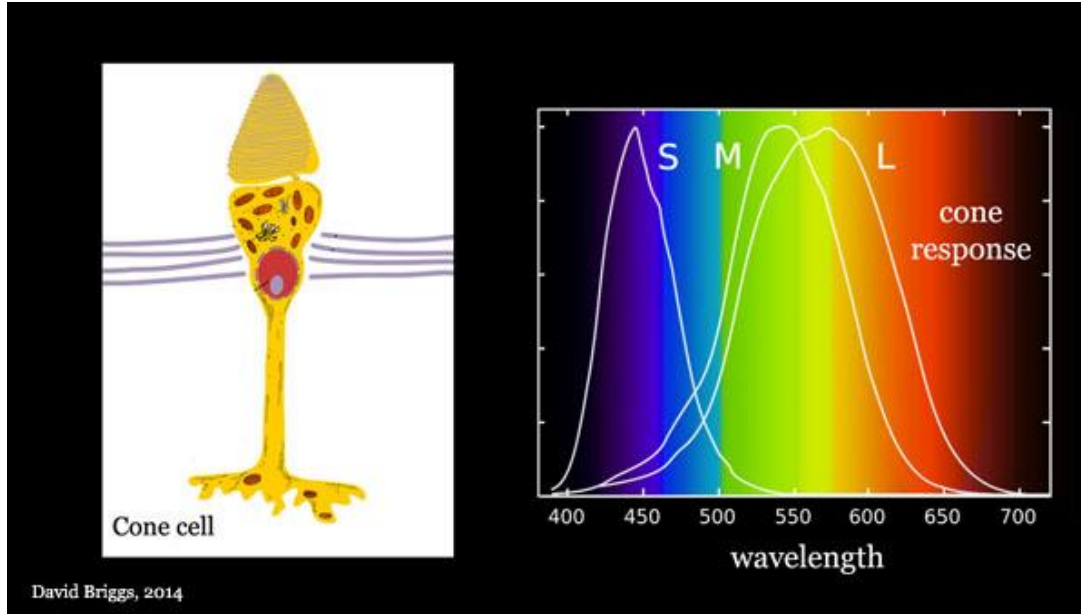 Cone cell
S M L
cone
response
400 450 500 550 600 650 700
wavelength
David Briggs, 2014